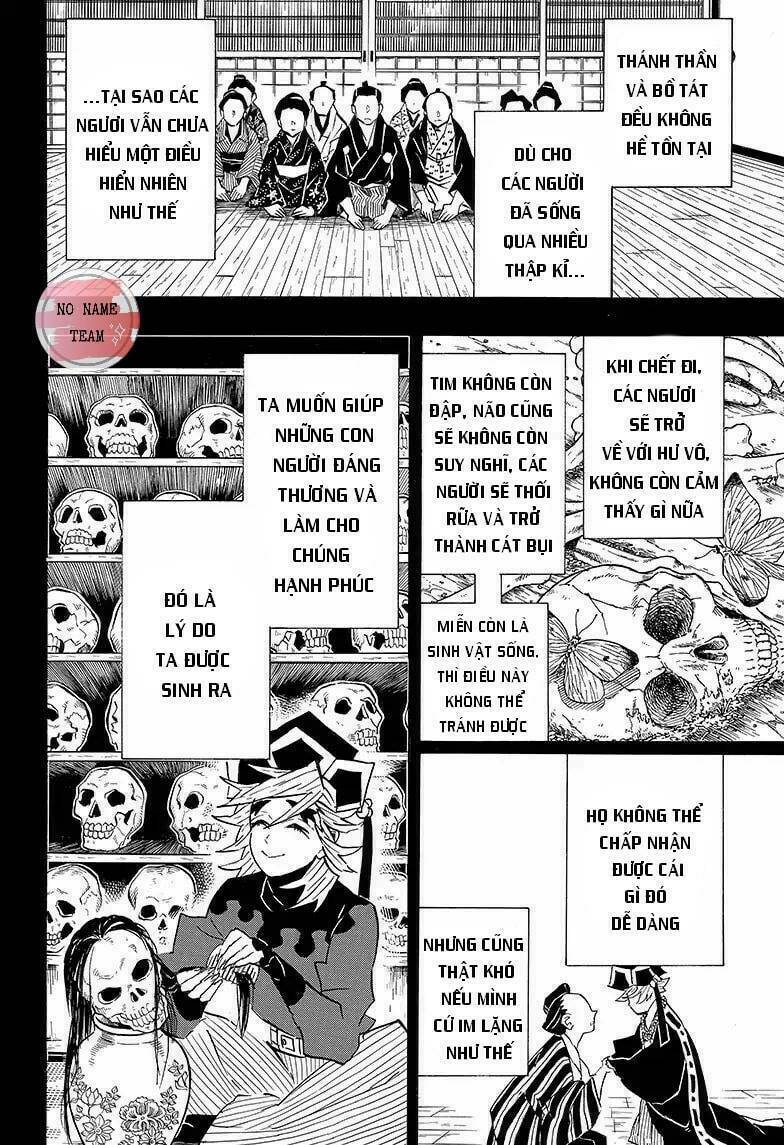 THÁNH THẦN
VÀ BỒ TÁT
ĐỀU KHÔNG
HỀ TỒN TẠI
DÙ CHO
CÁC NGƯỜI
ĐÃ SỐNG
QUA NHIỀU
THẬP KỈ...
...TẠI SAO CÁC
NGƯƠI VẪN CHƯA
HIỂU MỘT ĐIỀU
HIỂN NHIÊN
NHƯ THẾ
NO NAME
TEAM
KHI CHẾT ĐI,
CÁC NGƯƠI
SẼ TRỞ
VỀ VỚI HƯ VÔ,
KHÔNG CÒN CẢM
THẤY GÌ NỮA
TIM KHÔNG CÒN
ĐẬP, NÃO CŨNG
SẼ KHÔNG CÒN
SUY NGHĨ, CÁC
NGƯỜI SẼ THỐI
RỮA VÀ TRỞ
THÀNH CÁT BỤI
MIỄN CÒN LÀ
SINH VẬT SỐNG.
THÌ ĐIỀU NÀY
KHÔNG THỂ
TRÁNH ĐƯỢC
TA MUỐN GIÚP
NHỮNG CON
NGƯỜI ĐÁNG
THƯƠNG VÀ
LÀM CHO
CHÚNG
HẠNH PHÚC
ĐÓ LÀ
LÝ DO
TA ĐƯỢC
SINH RA
HỌ KHÔNG THỂ
CHẤP NHẬN
ĐƯỢC CÁI
GÌ ĐÓ
DỄ DÀNG
NHƯNG CŨNG
THẬT KHÓ
NẾU MÌNH
CỨ IM LẶNG
NHƯ THẾ